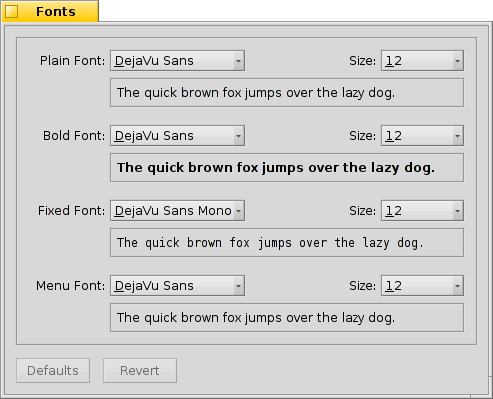 Fonts
Plain Font: DejaVu Sans Size: 12
The quick brown fox jumps over the lazy dog.
Bold Font: DejaVu Sans Size: 12
The quick brown fox jumps over the lazy dog.
Fixed Font: DejaVu Sans Mono Size: 12
The quick brown fox jumps over the lazy dog.
Menu Font: DejaVu Sans Size: 12
The quick brown fox jumps over the lazy dog.
Defaults Revert